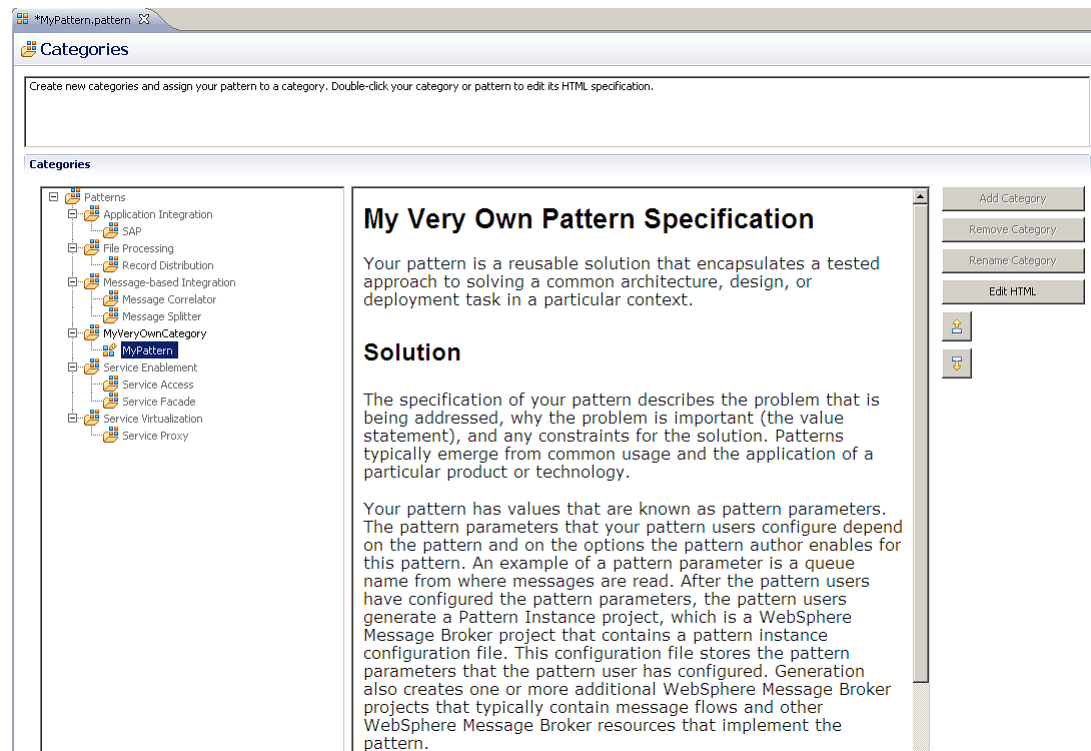 *MyPattern.pattern
Categories
Create new categories and assign your pattern to a category. Double-click your category or pattern to edit its HTML specification.
Categories
Patterns
Application Integration
SAP
File Processing
Record Distribution
Message-based Integration
Message Correlator
Message Splitter
MyVeryOwnCategory
MyPattern
Service Enablement
Service Access
Service Facade
Service Virtualization
Service Proxy
My Very Own Pattern Specification
Your pattern is a reusable solution that encapsulates a tested
approach to solving a common architecture, design, or
deployment task in a particular context.
Solution
The specification of your pattern describes the problem that is
being addressed, why the problem is important (the value
statement), and any constraints for the solution. Patterns
typically emerge from common usage and the application of a
particular product or technology.
Your pattern has values that are known as pattern parameters.
The pattern parameters that your pattern users configure depend
on the pattern and on the options the pattern author enables for
this pattern. An example of a pattern parameter is a queue
name from where messages are read. After the pattern users
have configured the pattern parameters, the pattern users
generate a Pattern Instance project, which is a WebSphere
Message Broker project that contains a pattern instance
configuration file. This configuration file stores the pattern
parameters that the pattern user has configured. Generation
also creates one or more additional WebSphere Message Broker
projects that typically contain message flows and other
WebSphere Message Broker resources that implement the
pattern.
Add Category
Remove Category
Rename Category
Edit HTML